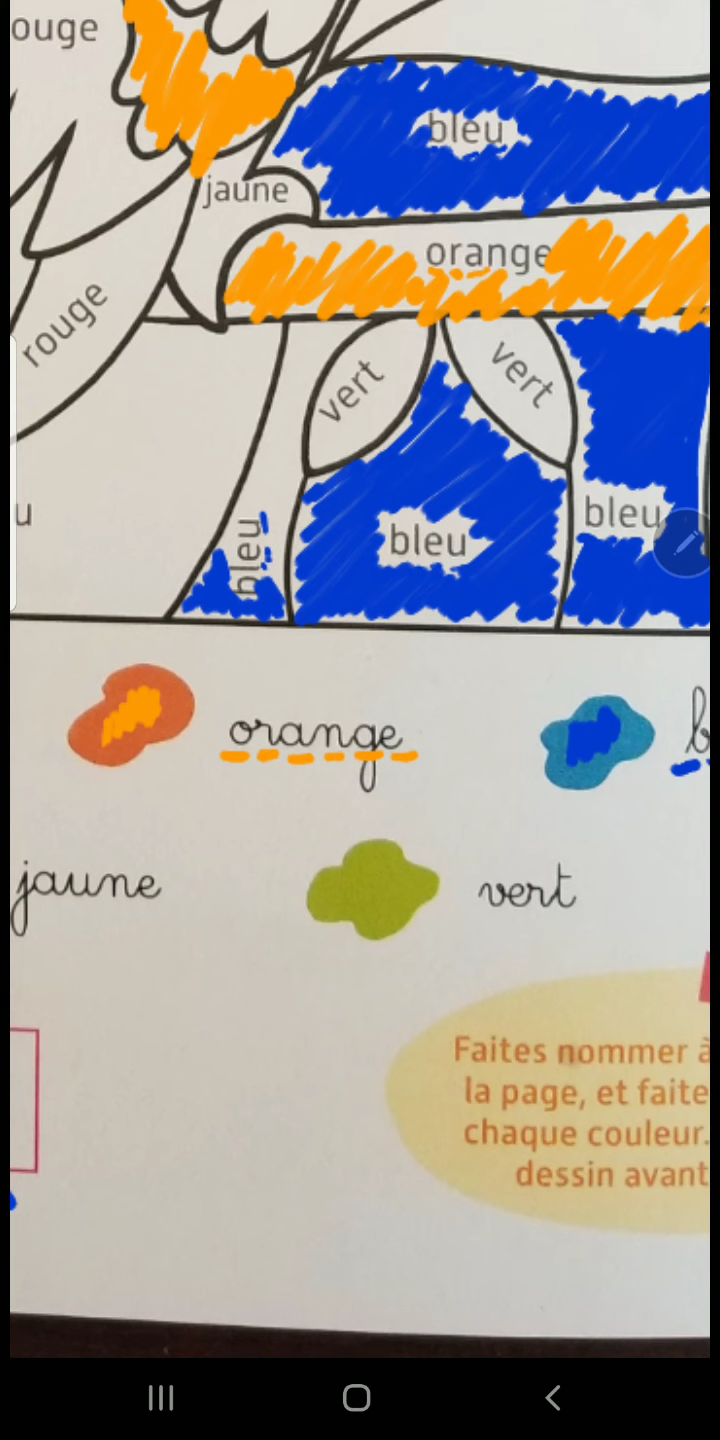 ouge
bleu
jaune
orange
rouge
vert
vert
u
bleu
bleu
bleu
orange
b
jaune
vert
Faites nommer à
la page, et faite
chaque couleur.
dessin avant